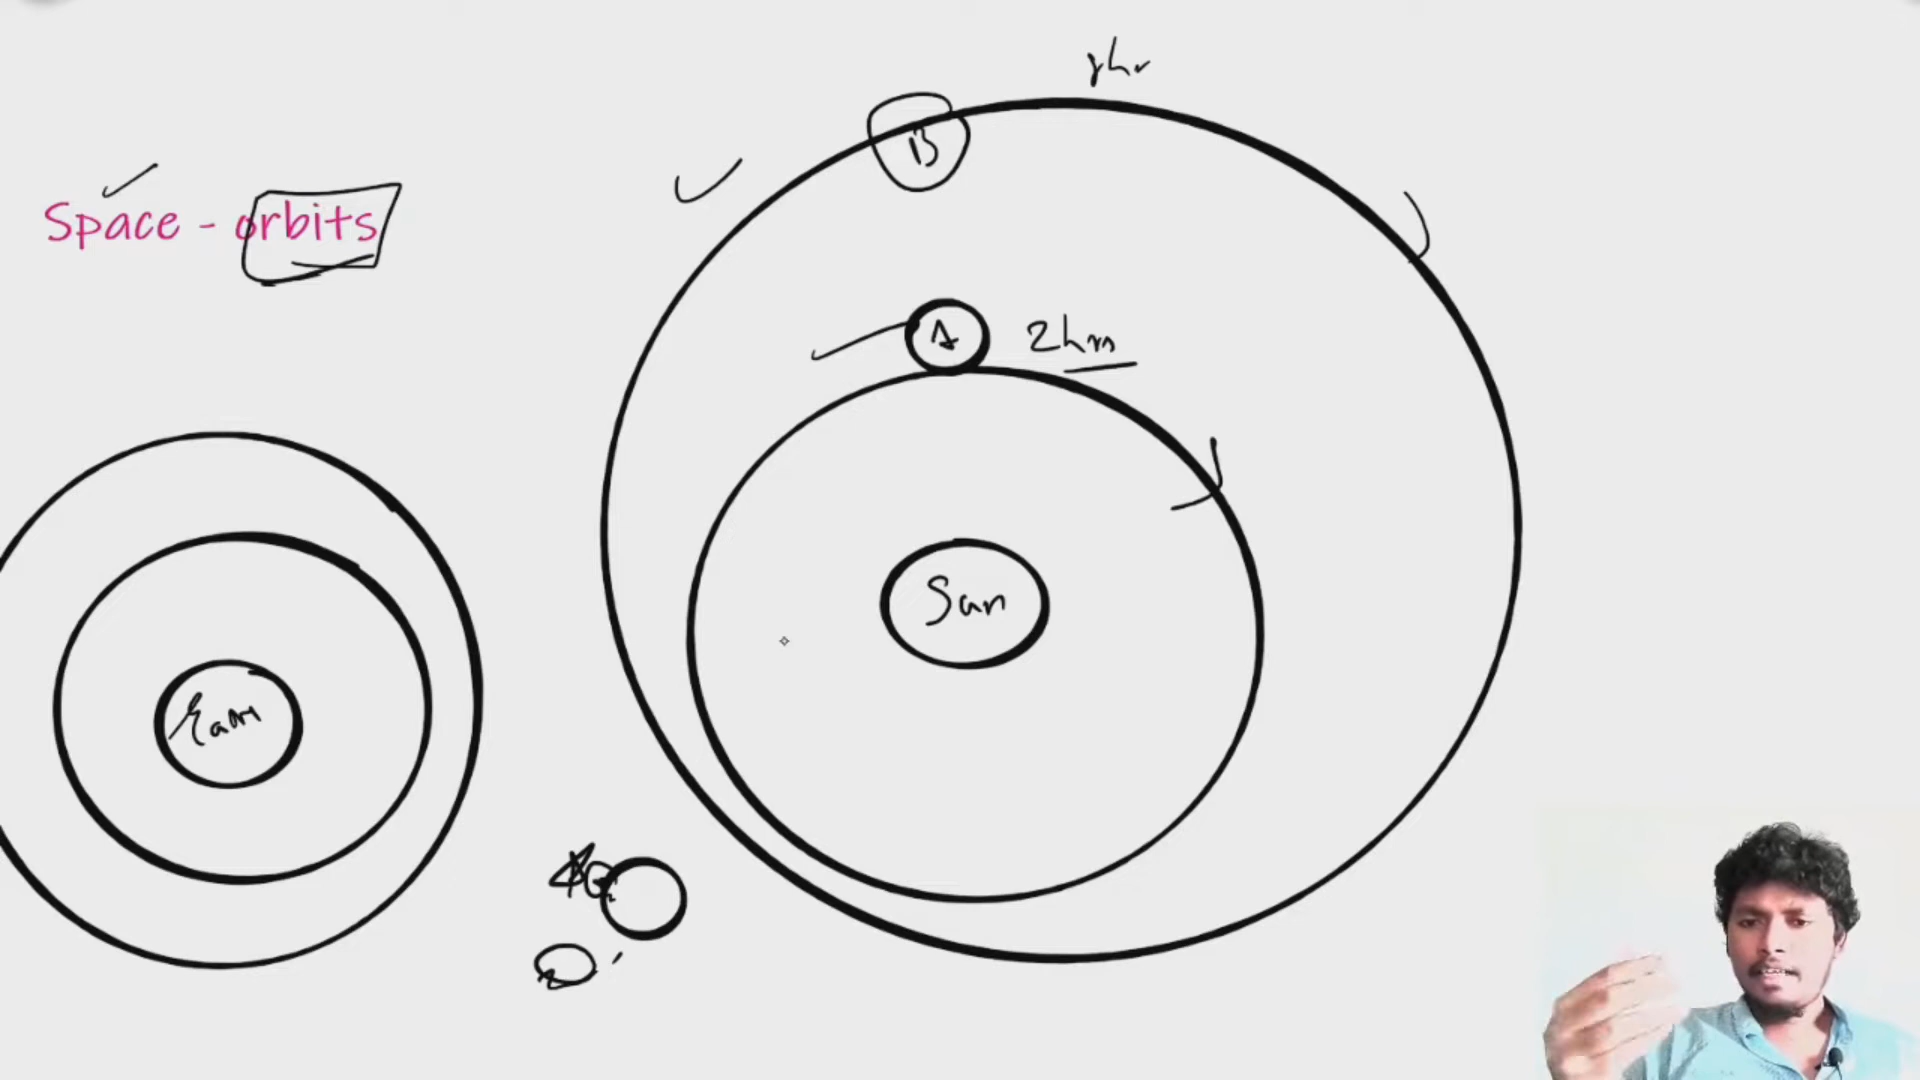 Space - orbits
B
A
2hrs
Sun